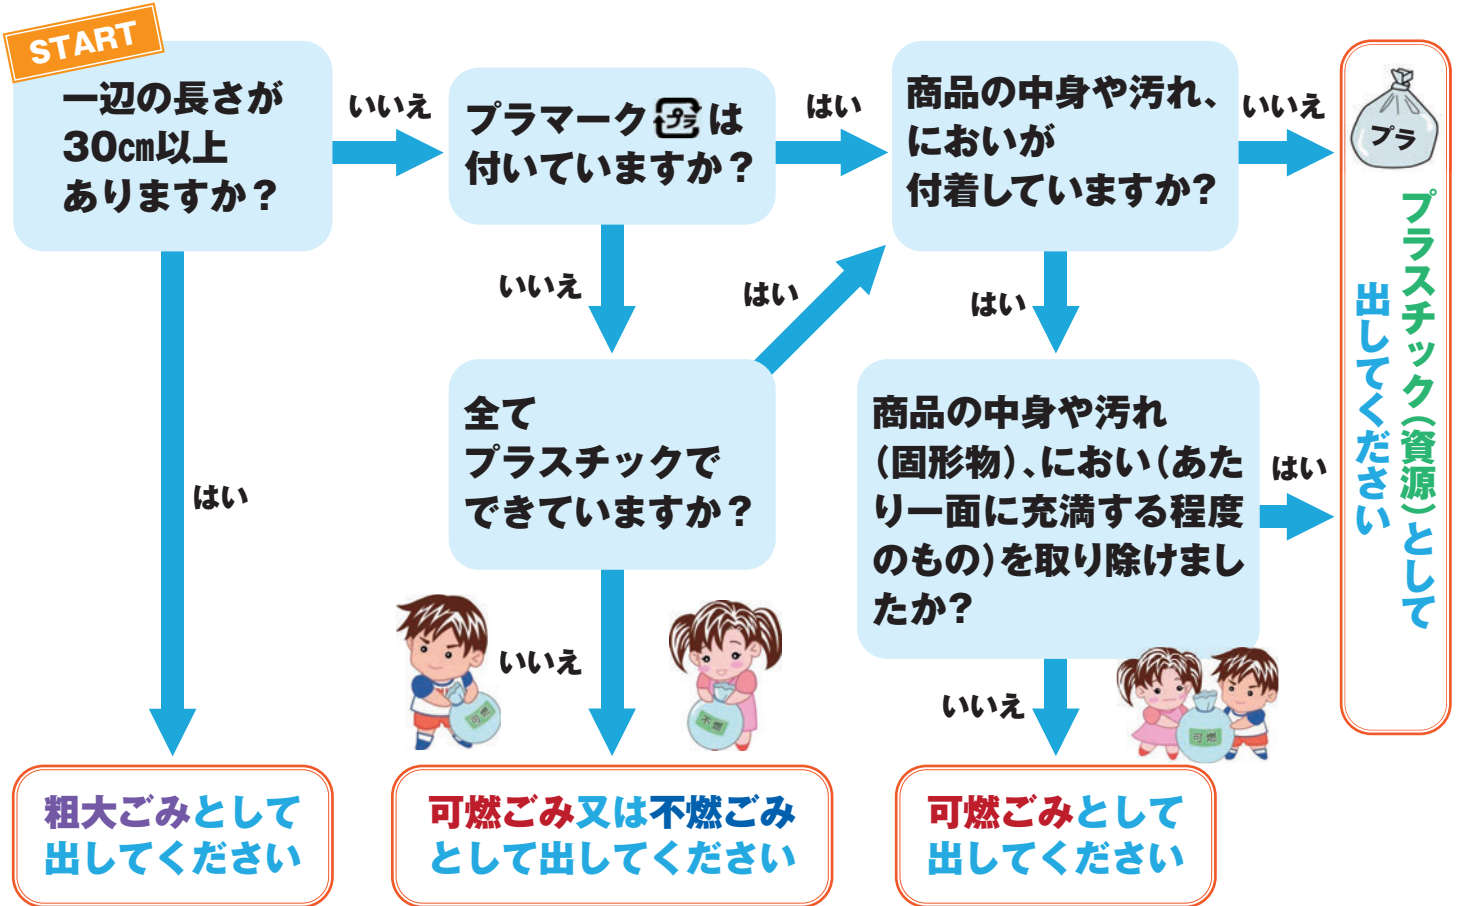 START
一辺の長さが
30㎝以上
ありますか？
いいえ
プラマーク プラ は
付いていますか？
はい
商品の中身や汚れ、
においが
付着していますか？
いいえ
プラ
プラスチック（資源）として
出してください
いいえ
はい
はい
全て
プラスチックで
できていますか？
商品の中身や汚れ
（固形物）、におい（あた
り一面に充満する程度
のもの）を取り除けまし
たか？
はい
はい
いいえ
可燃
不燃
いいえ
可燃
粗大ごみとして
出してください
可燃ごみ又は不燃ごみ
として出してください
可燃ごみとして
出してください